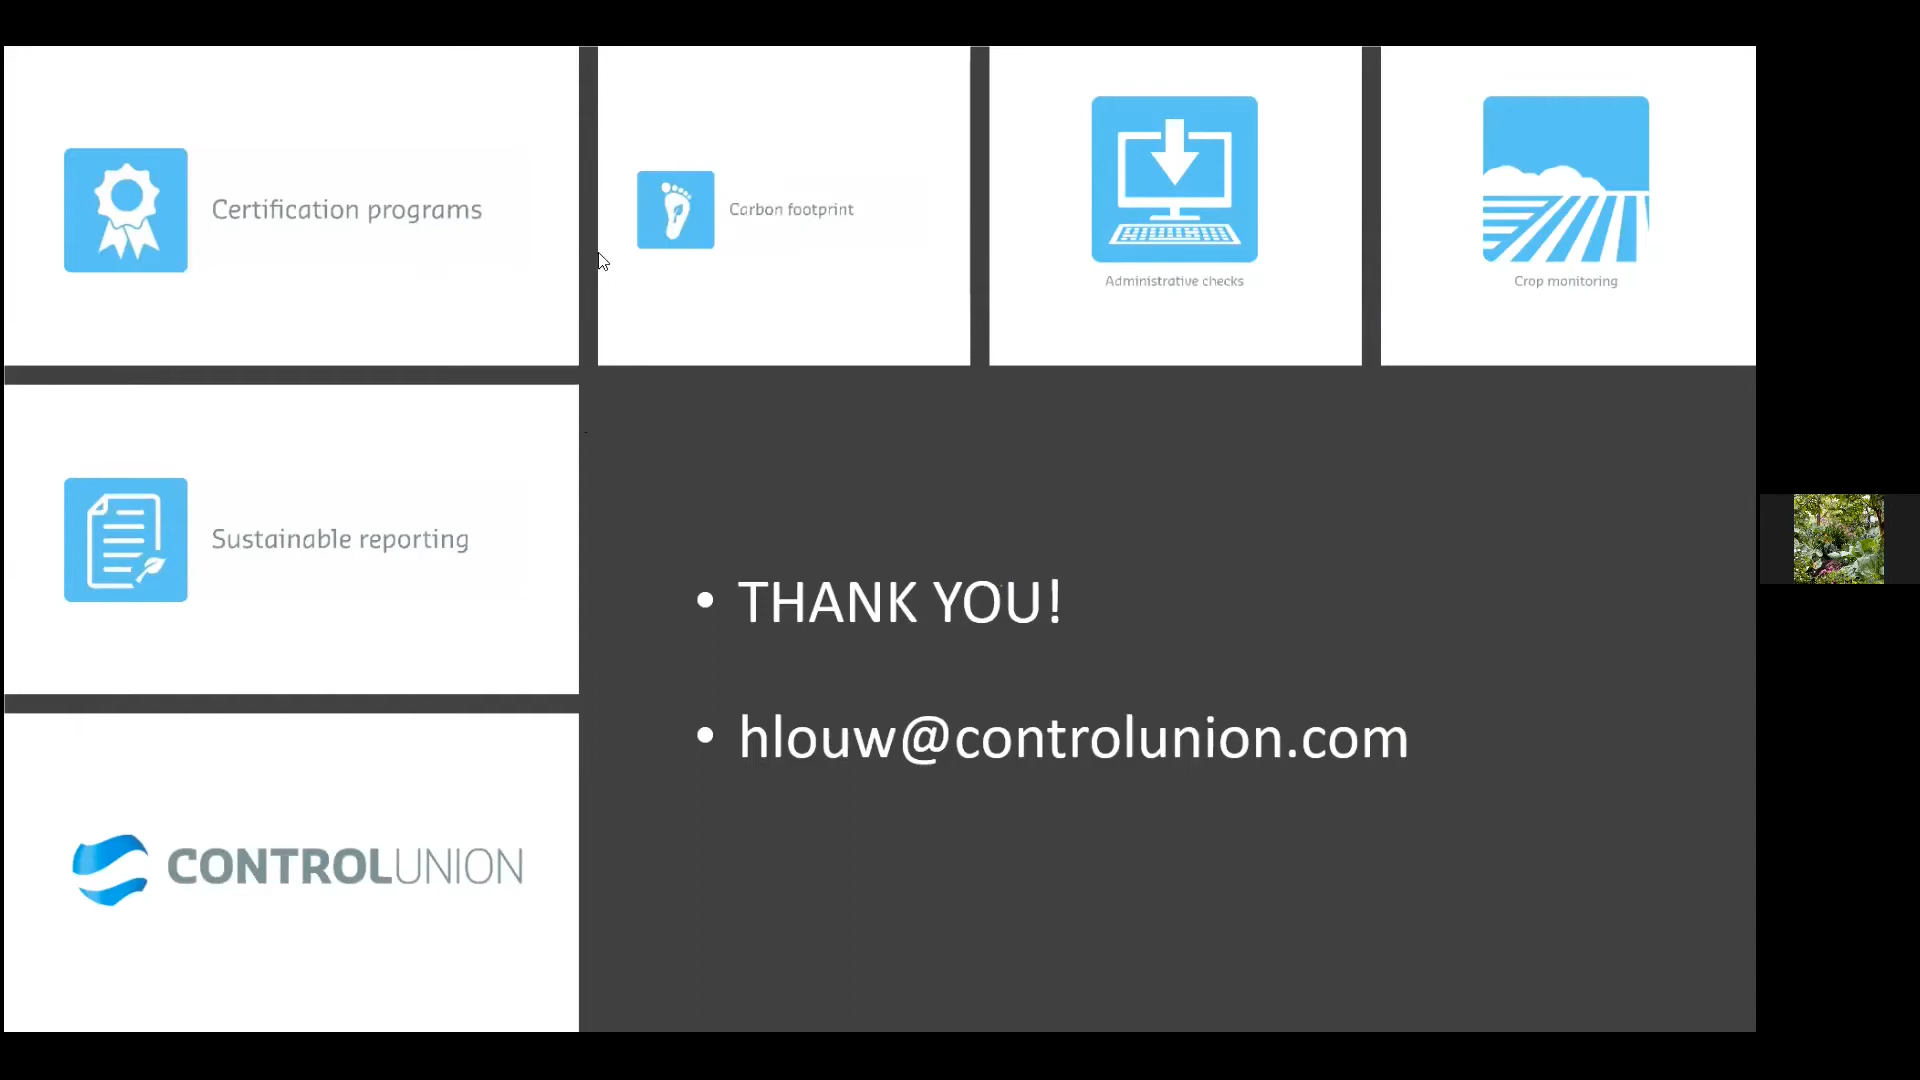 Certification programs
Carbon footprint
Administrative checks
Crop monitoring
Sustainable reporting
• THANK YOU!
• hlouw@controlunion.com
CONTROLUNION